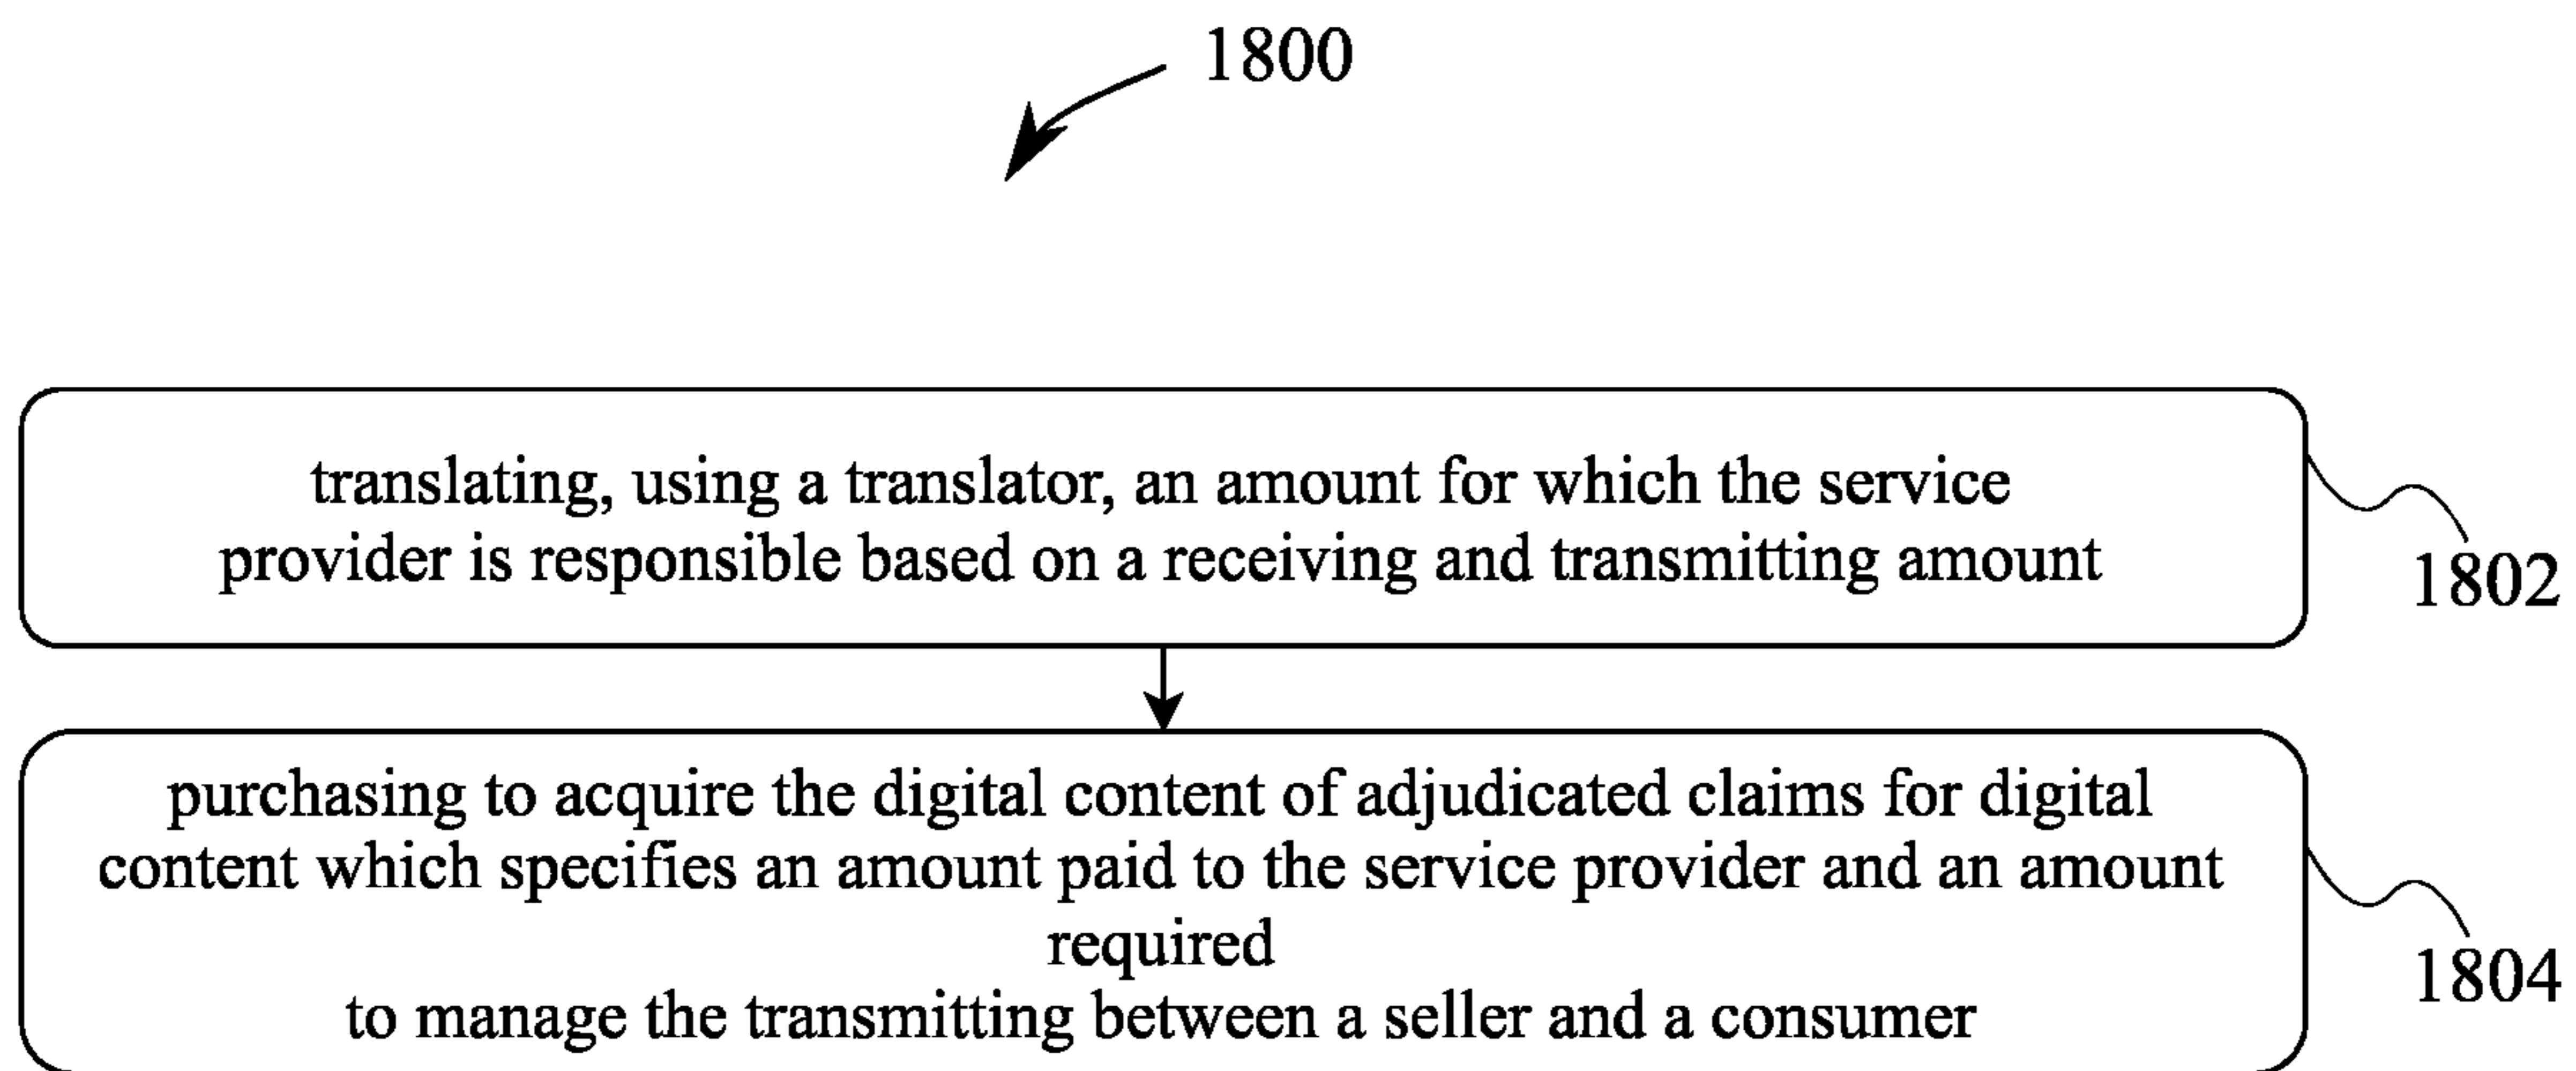 1800
translating, using a translator, an amount for which the service
provider is responsible based on a receiving and transmitting amount
1802
purchasing to acquire the digital content of adjudicated claims for digital
content which specifies an amount paid to the service provider and an amount
required
to manage the transmitting between a seller and a consumer
1804